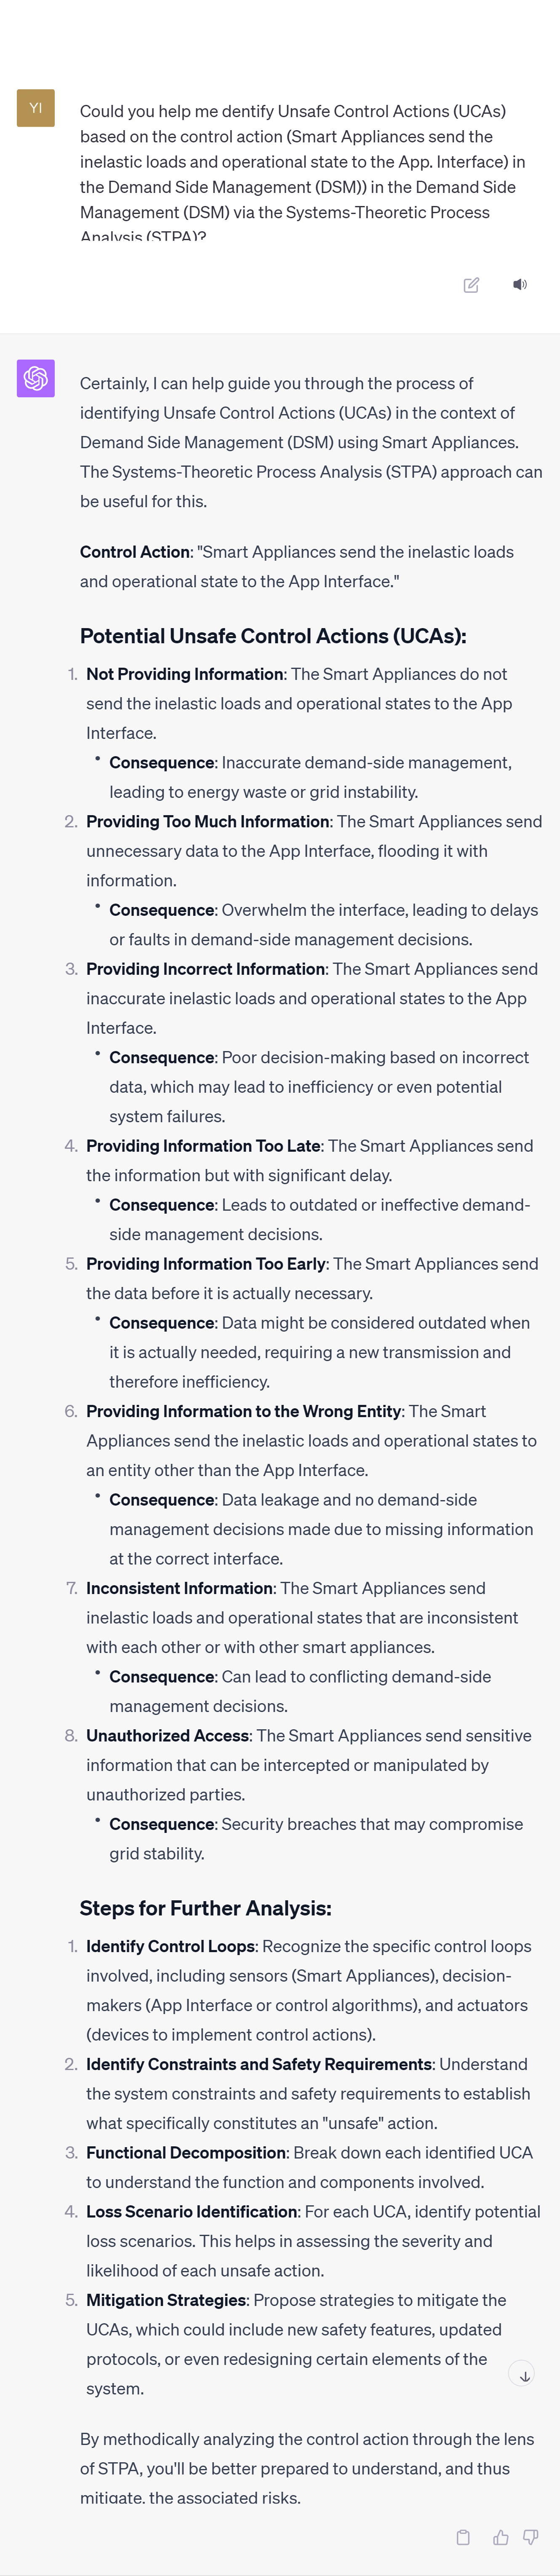 YI
Could you help me dentify Unsafe Control Actions (UCAs)
based on the control action (Smart Appliances send the
inelastic loads and operational state to the App. Interface) in
the Demand Side Management (DSM)) in the Demand Side
Management (DSM) via the Systems-Theoretic Process
Analysis (STPA)?
Certainly, I can help guide you through the process of
identifying Unsafe Control Actions (UCAs) in the context of
Demand Side Management (DSM) using Smart Appliances.
The Systems-Theoretic Process Analysis (STPA) approach can
be useful for this.
Control Action: "Smart Appliances send the inelastic loads
and operational state to the App Interface."
Potential Unsafe Control Actions (UCAs):
1. Not Providing Information: The Smart Appliances do not
send the inelastic loads and operational states to the App
Interface.
• Consequence: Inaccurate demand-side management,
leading to energy waste or grid instability.
2. Providing Too Much Information: The Smart Appliances send
unnecessary data to the App Interface, flooding it with
information.
• Consequence: Overwhelm the interface, leading to delays
or faults in demand-side management decisions.
3. Providing Incorrect Information: The Smart Appliances send
inaccurate inelastic loads and operational states to the App
Interface.
• Consequence: Poor decision-making based on incorrect
data, which may lead to inefficiency or even potential
system failures.
4. Providing Information Too Late: The Smart Appliances send
the information but with significant delay.
• Consequence: Leads to outdated or ineffective demand-
side management decisions.
5. Providing Information Too Early: The Smart Appliances send
the data before it is actually necessary.
• Consequence: Data might be considered outdated when
it is actually needed, requiring a new transmission and
therefore inefficiency.
6. Providing Information to the Wrong Entity: The Smart
Appliances send the inelastic loads and operational states to
an entity other than the App Interface.
• Consequence: Data leakage and no demand-side
management decisions made due to missing information
at the correct interface.
7. Inconsistent Information: The Smart Appliances send
inelastic loads and operational states that are inconsistent
with each other or with other smart appliances.
• Consequence: Can lead to conflicting demand-side
management decisions.
8. Unauthorized Access: The Smart Appliances send sensitive
information that can be intercepted or manipulated by
unauthorized parties.
• Consequence: Security breaches that may compromise
grid stability.
Steps for Further Analysis:
1. Identify Control Loops: Recognize the specific control loops
involved, including sensors (Smart Appliances), decision-
makers (App Interface or control algorithms), and actuators
(devices to implement control actions).
2. Identify Constraints and Safety Requirements: Understand
the system constraints and safety requirements to establish
what specifically constitutes an "unsafe" action.
3. Functional Decomposition: Break down each identified UCA
to understand the function and components involved.
4. Loss Scenario Identification: For each UCA, identify potential
loss scenarios. This helps in assessing the severity and
likelihood of each unsafe action.
5. Mitigation Strategies: Propose strategies to mitigate the
UCAs, which could include new safety features, updated
protocols, or even redesigning certain elements of the
system.
By methodically analyzing the control action through the lens
of STPA, you'll be better prepared to understand, and thus
mitigate, the associated risks.